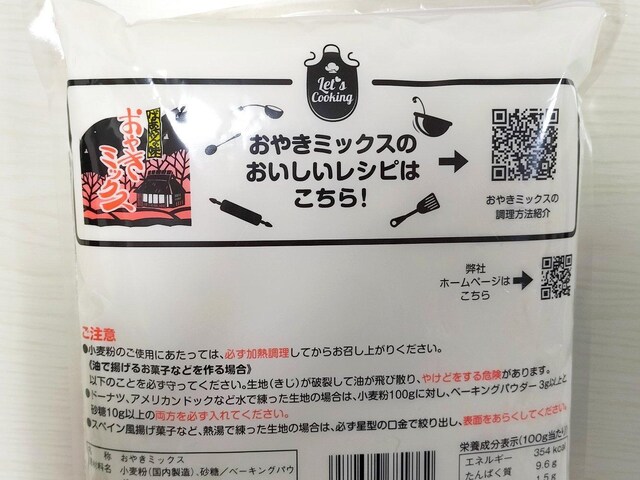 Let's
Cooking
おやき
ミックス
おやきミックスの
おいしいレシピは
こちら!
おやきミックスの
調理方法紹介
弊社
ホームページは
こちら
ご注意
●小麦粉のご使用にあたっては、必ず加熱調理してからお召し上がりください。
《油で揚げるお菓子などを作る場合》
以下のことを必ず守ってください。生地(きじ)が破裂して油が飛び散り、やけどをする危険があります。
●ドーナツ、アメリカンドックなど水で練った生地の場合は、小麦粉100gに対し、ベーキングパウダー3g以上と
砂糖10g以上の両方を必ず入れてください。
●スペイン風揚げ菓子など、熱湯で練った生地の場合は、必ず星型の口金で絞り出し、表面をあらくしてください。
称 おやきミックス
材料名 小麦粉(国内製造)、砂糖/ベーキングパウ
栄養成分表示(100g当たり)
エネルギー 354 kcal
たんぱく質 9.6 g
1.5 g